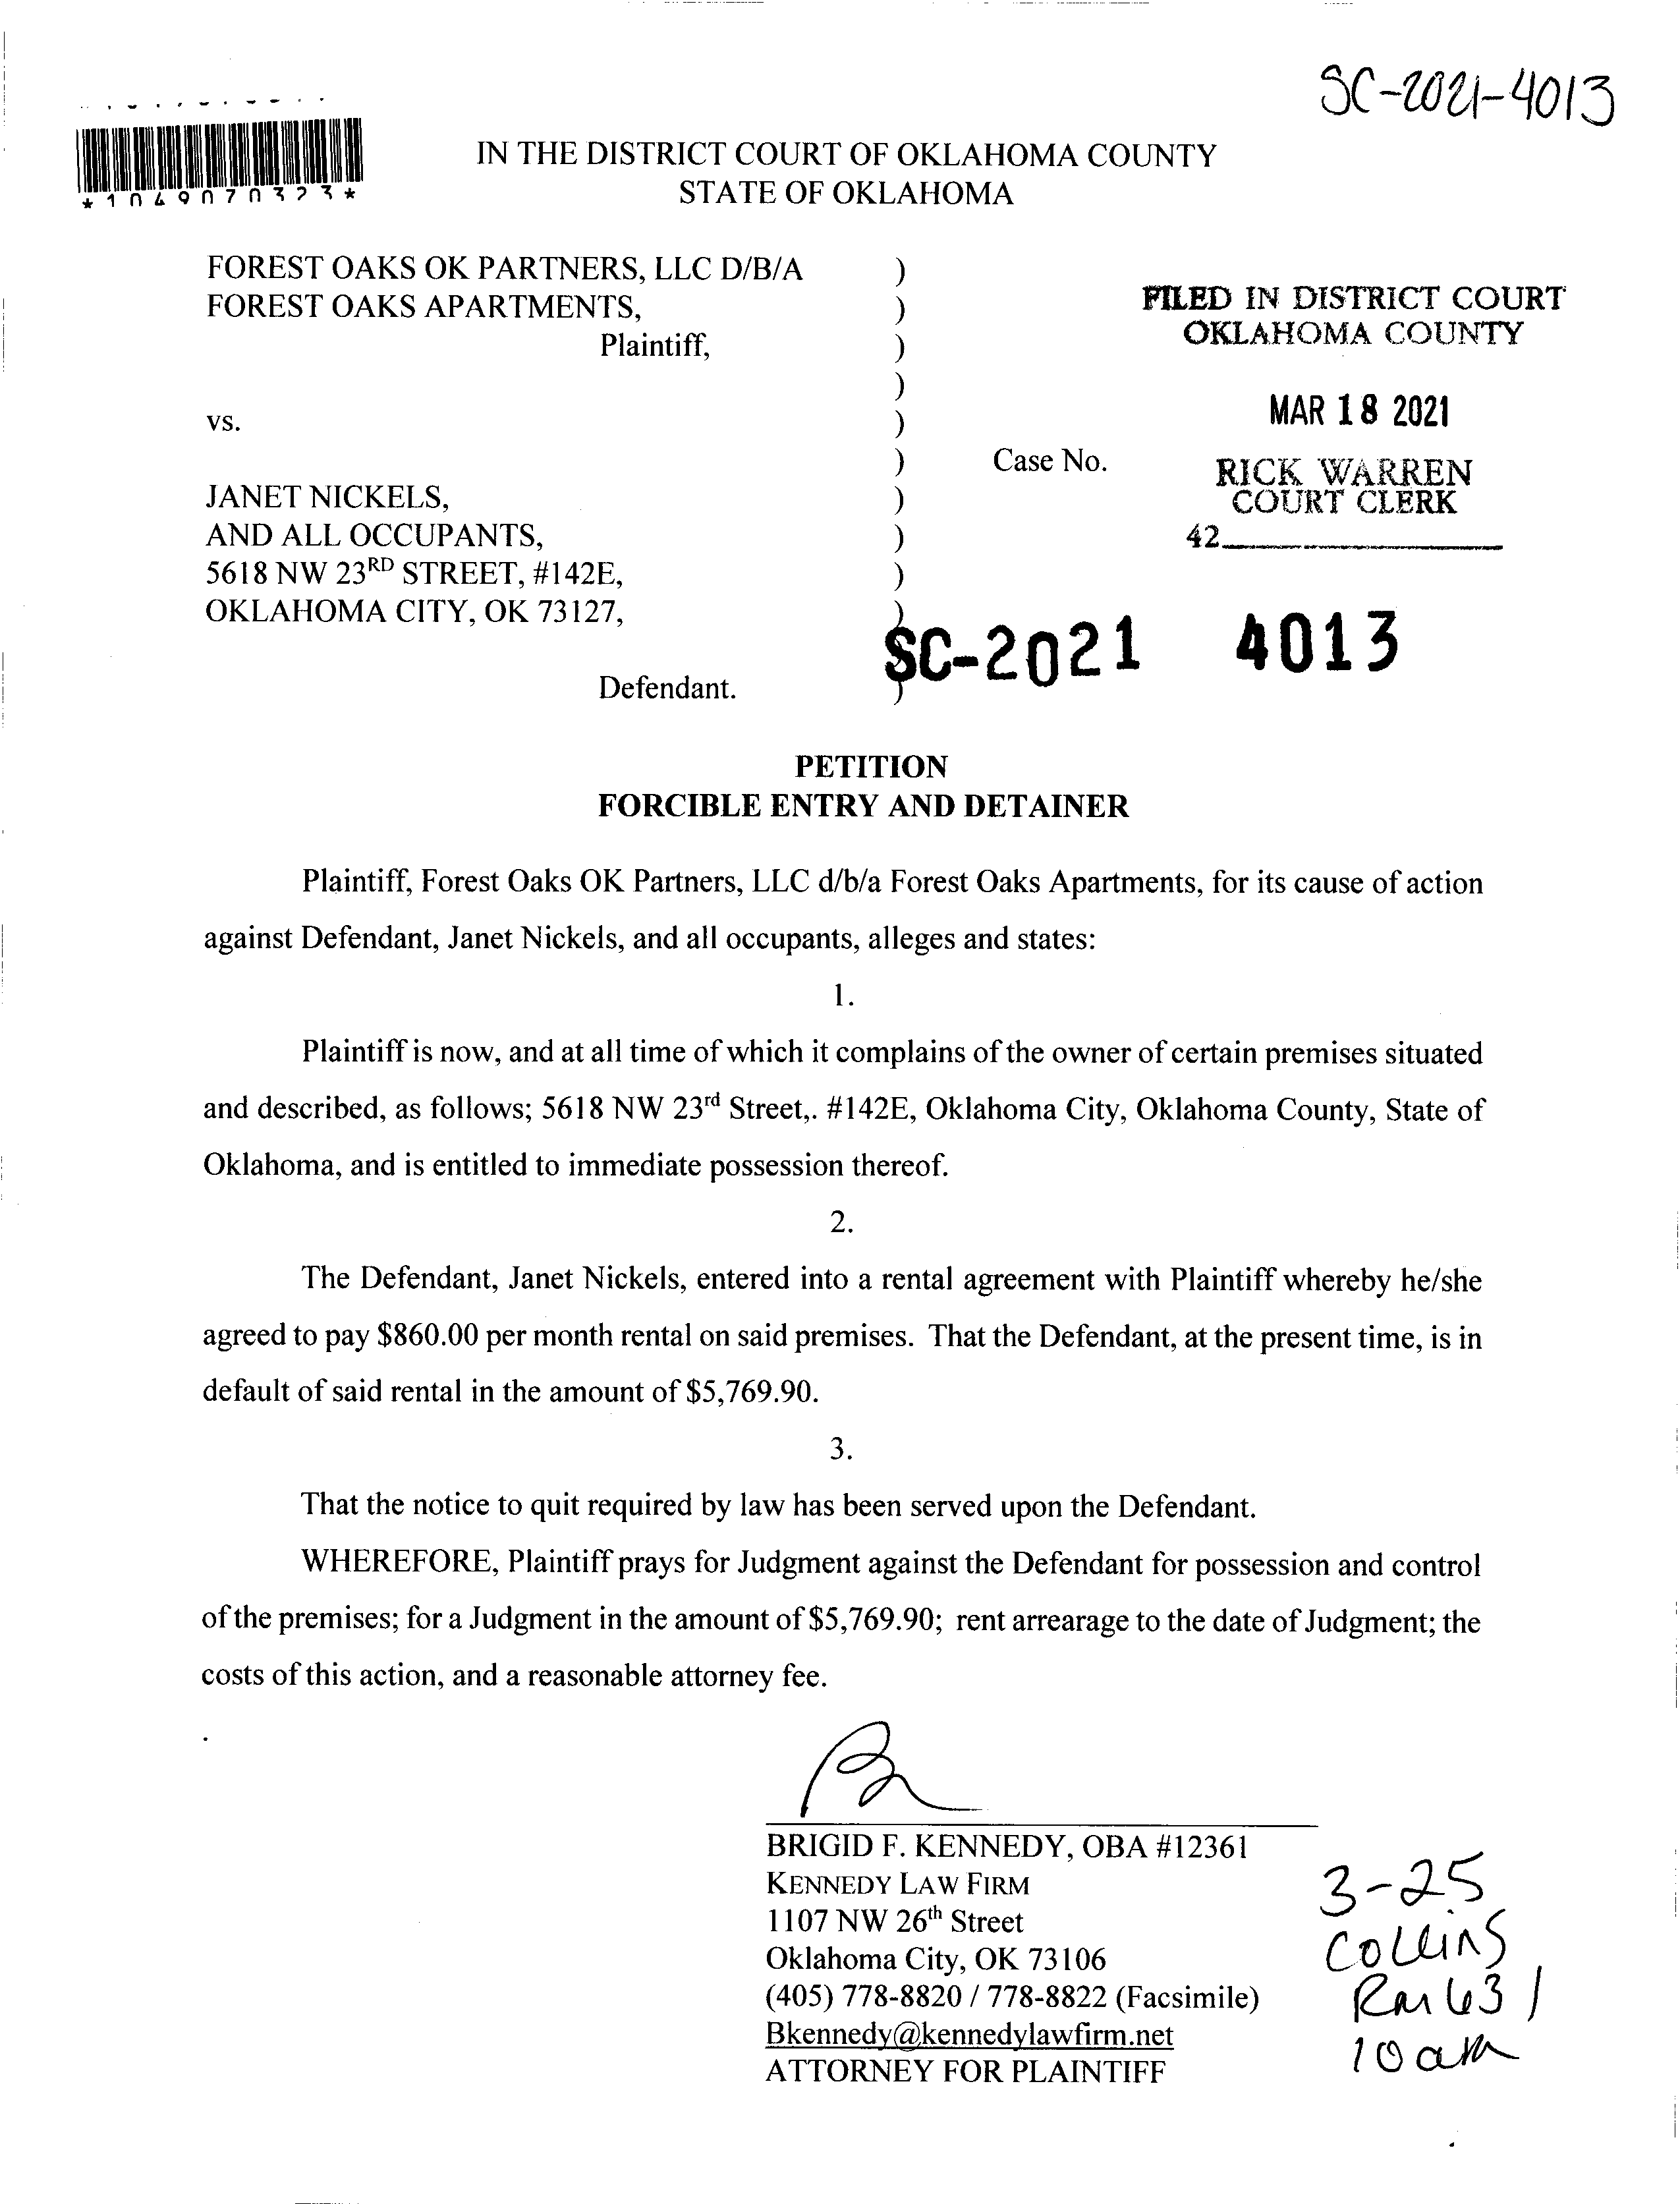 SC-2021-4013
*1049070323*
IN THE DISTRICT COURT OF OKLAHOMA COUNTY
STATE OF OKLAHOMA
FOREST OAKS OK PARTNERS, LLC D/B/A )
FOREST OAKS APARTMENTS, )
Plaintiff, )
)
vs. )
) Case No.
JANET NICKELS, )
AND ALL OCCUPANTS, )
5618 NW 23RD STREET, #142E, )
OKLAHOMA CITY, OK 73127, )
Defendant. )
FILED IN DISTRICT COURT
OKLAHOMA COUNTY
MAR 18 2021
RICK WARREN
COURT CLERK
42
SC-2021 4013
PETITION
FORCIBLE ENTRY AND DETAINER
Plaintiff, Forest Oaks OK Partners, LLC d/b/a Forest Oaks Apartments, for its cause of action
against Defendant, Janet Nickels, and all occupants, alleges and states:
1.
Plaintiff is now, and at all time of which it complains of the owner of certain premises situated
and described, as follows; 5618 NW 23rd Street,. #142E, Oklahoma City, Oklahoma County, State of
Oklahoma, and is entitled to immediate possession thereof.
2.
The Defendant, Janet Nickels, entered into a rental agreement with Plaintiff whereby he/she
agreed to pay $860.00 per month rental on said premises. That the Defendant, at the present time, is in
default of said rental in the amount of $5,769.90.
3.
That the notice to quit required by law has been served upon the Defendant.
WHEREFORE, Plaintiff prays for Judgment against the Defendant for possession and control
of the premises; for a Judgment in the amount of $5,769.90; rent arrearage to the date of Judgment; the
costs of this action, and a reasonable attorney fee.
BRIGID F. KENNEDY, OBA #12361
KENNEDY LAW FIRM
1107 NW 26th Street
Oklahoma City, OK 73106
(405) 778-8820 / 778-8822 (Facsimile)
Bkennedy@kennedylawfirm.net
ATTORNEY FOR PLAINTIFF
3-25
COLLINS
Rm 631
10 am